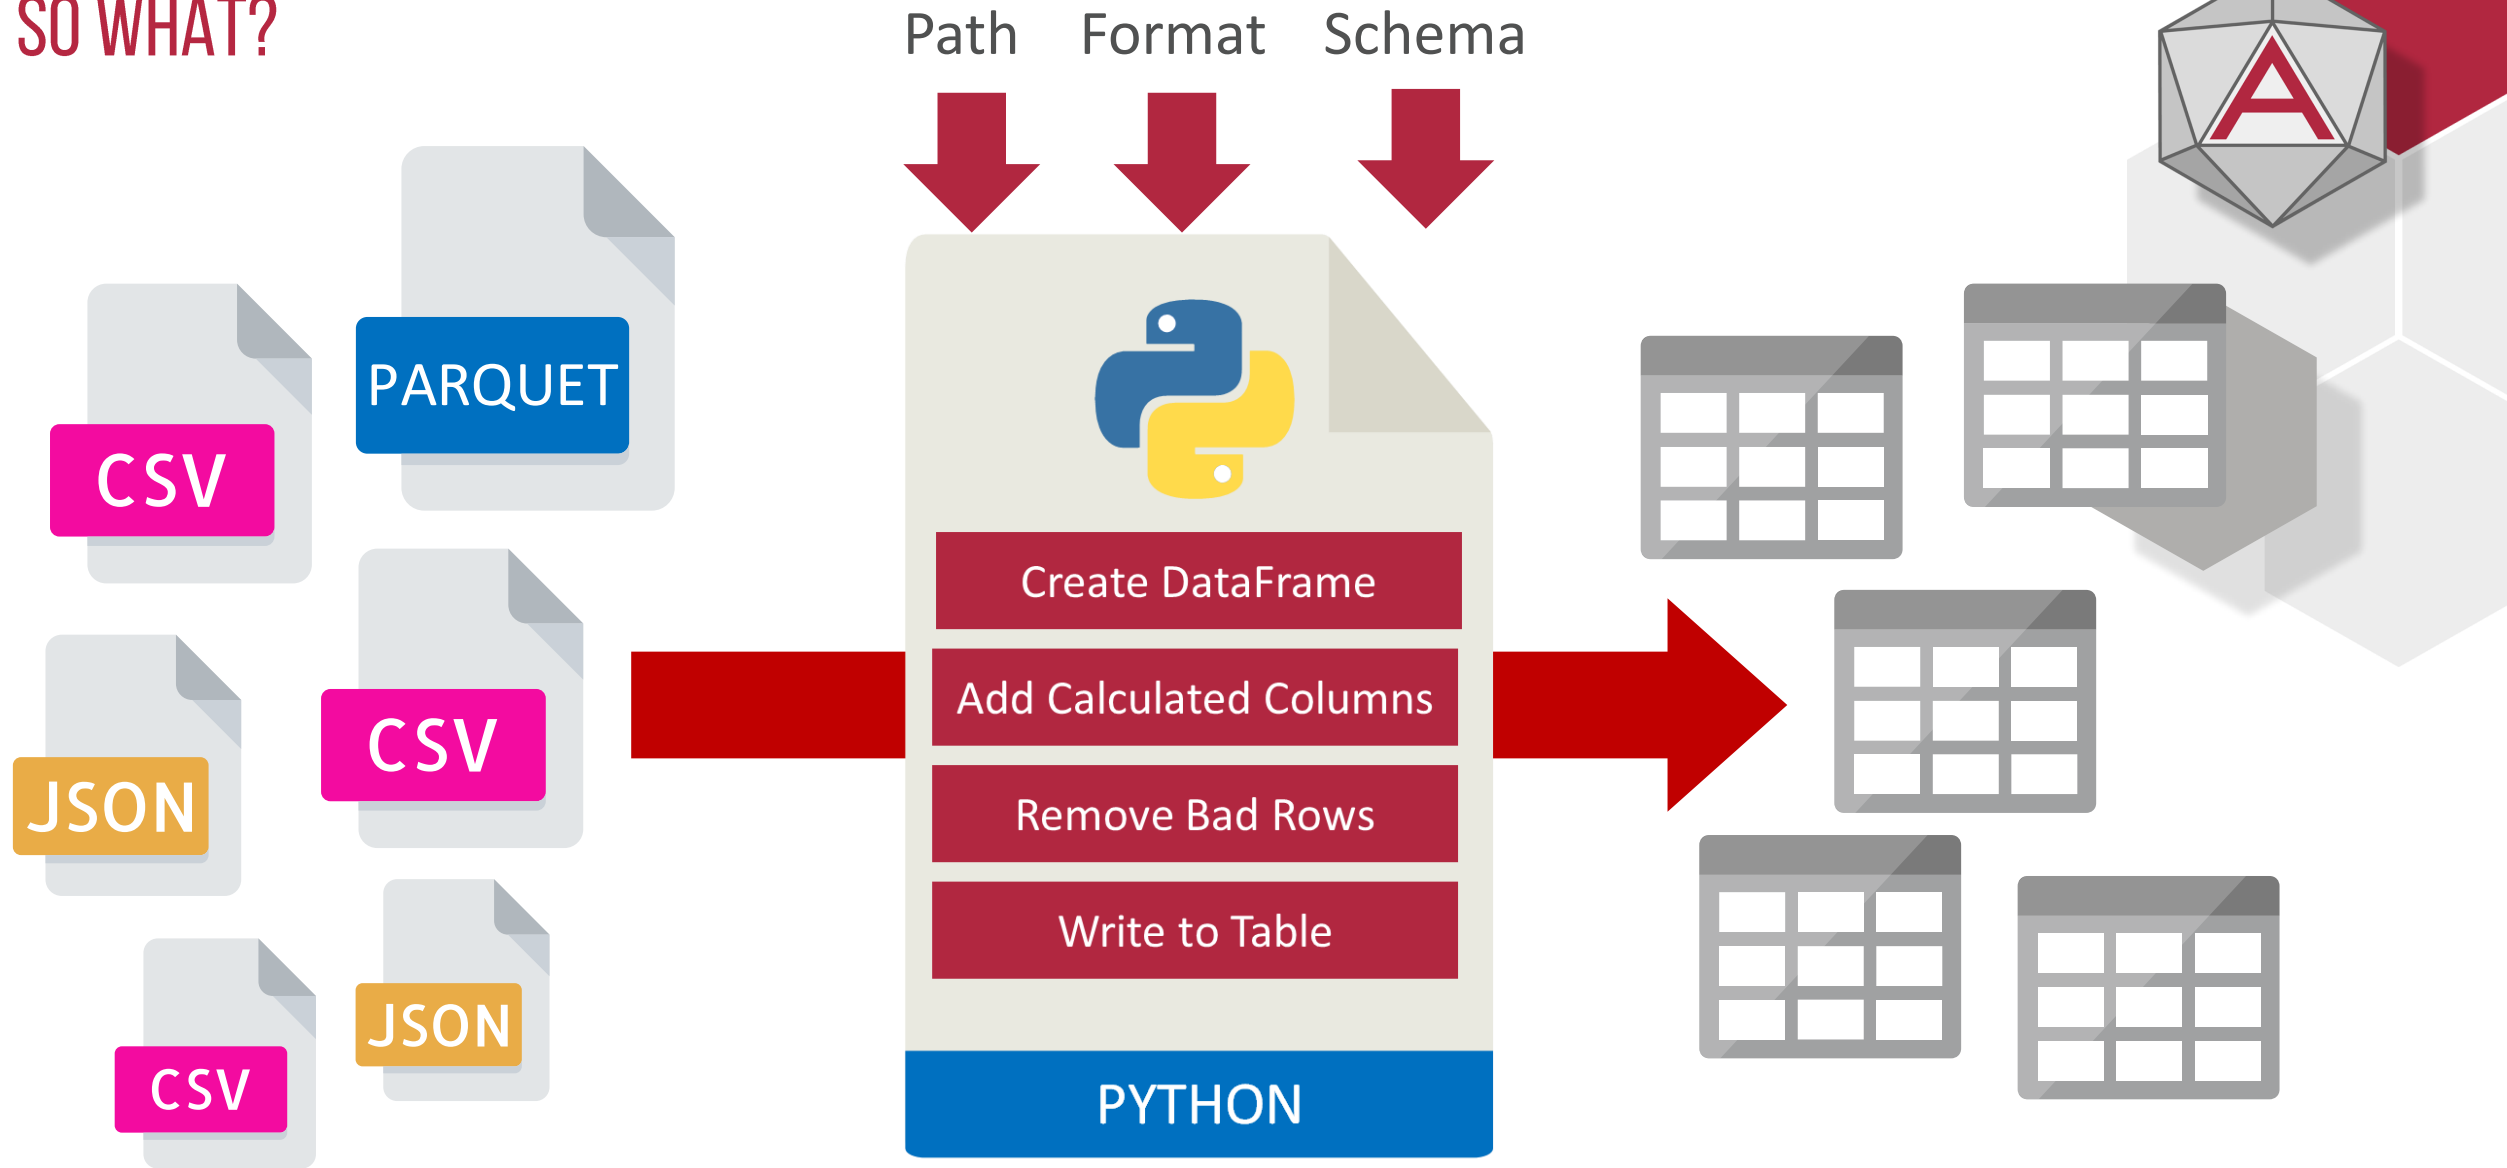 SO WHAT?
Path Format Schema
A
PARQUET
CSV
CSV
JSON
JSON
CSV
Create DataFrame
Add Calculated Columns
Remove Bad Rows
Write to Table
PYTHON